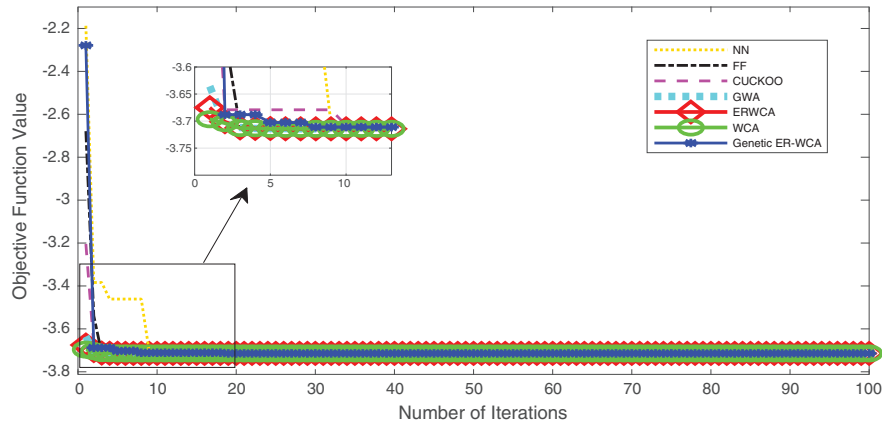 Objective Function Value
-2.2
-2.4
-2.6
-2.8
-3
-3.2
-3.4
-3.6
-3.8
-3.6
-3.65
-3.7
-3.75
0 5 10
NN
FF
CUCKOO
GWA
ERWCA
WCA
Genetic ER-WCA
0 10 20 30 40 50 60 70 80 90 100
Number of Iterations